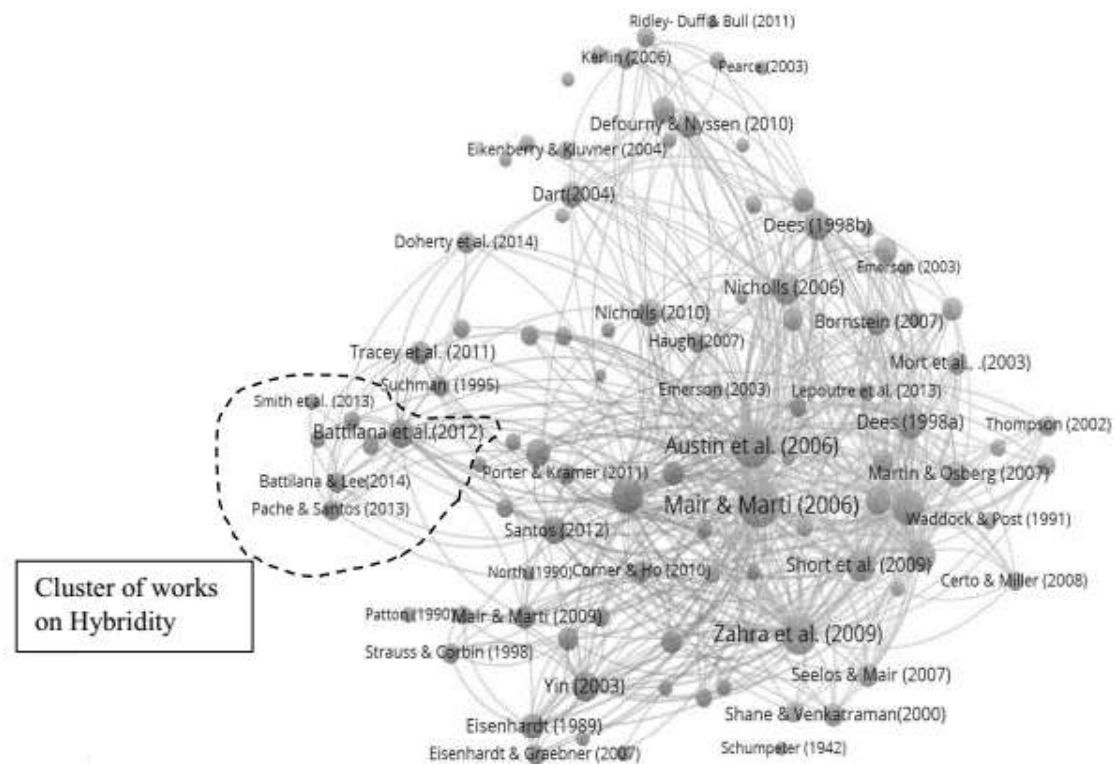 Ridley- Duff & Bull (2011)
Kerlin (2006)
Pearce (2003)
Defourny & Nyssen (2010)
Eikenberry & Kluvner (2004)
Dart(2004)
Dees (1998b)
Doherty et al. (2014)
Emerson (2003)
Nicholls (2006)
Nicholls (2010)
Bornstein (2007)
Haugh (2007)
Tracey et al. (2011)
Mort et al., .(2003)
Suchman (1995)
Emerson (2003)
Lepoutre et al. (2013)
Smith et al. (2013)
Dees (1998a)
Thompson (2002)
Battilana et al.(2012)
Austin et al. (2006)
Porter & Kramer (2011)
Martin & Osberg (2007)
Battilana & Lee(2014)
Pache & Santos (2013)
Mair & Marti (2006)
Waddock & Post (1991)
Santos (2012)
Short et al. (2009)
North (1990)
Corner & Ho (2010)
Certo & Miller (2008)
Cluster of works
on Hybridity
Patton (1990)
Mair & Marti (2009)
Zahra et al. (2009)
Strauss & Corbin (1998)
Seelos & Mair (2007)
Yin (2003)
Shane & Venkatraman(2000)
Eisenhardt (1989)
Schumpeter (1942)
Eisenhardt & Graebner (2007)